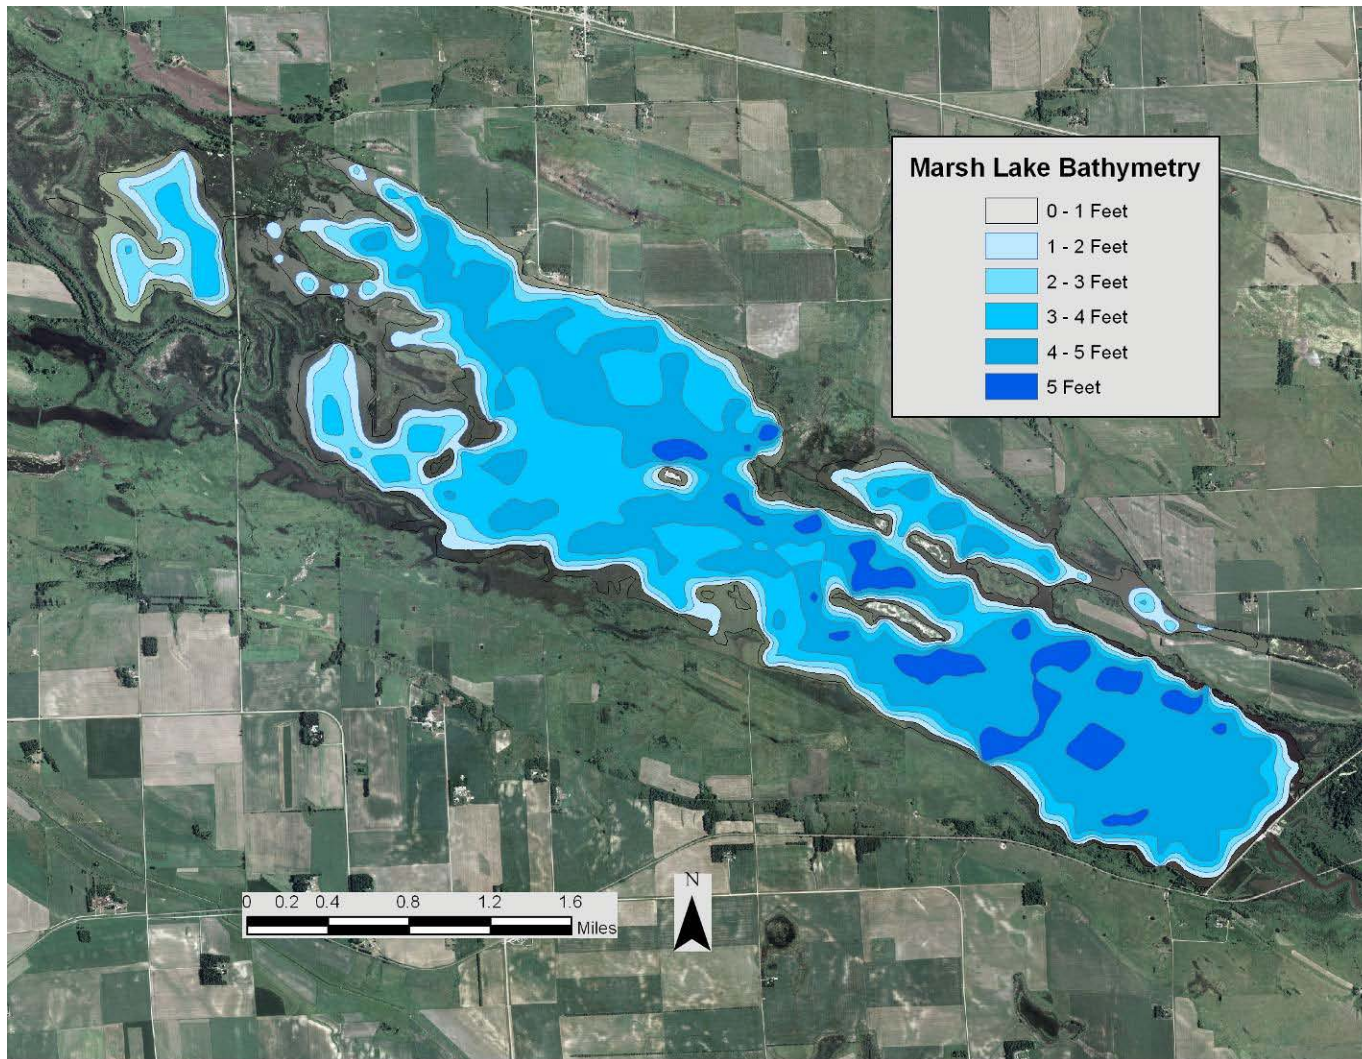 Marsh Lake Bathymetry
0 - 1 Feet
1 - 2 Feet
2 - 3 Feet
3 - 4 Feet
4 - 5 Feet
5 Feet
0 0.2 0.4 0.8 1.2 1.6
Miles
N